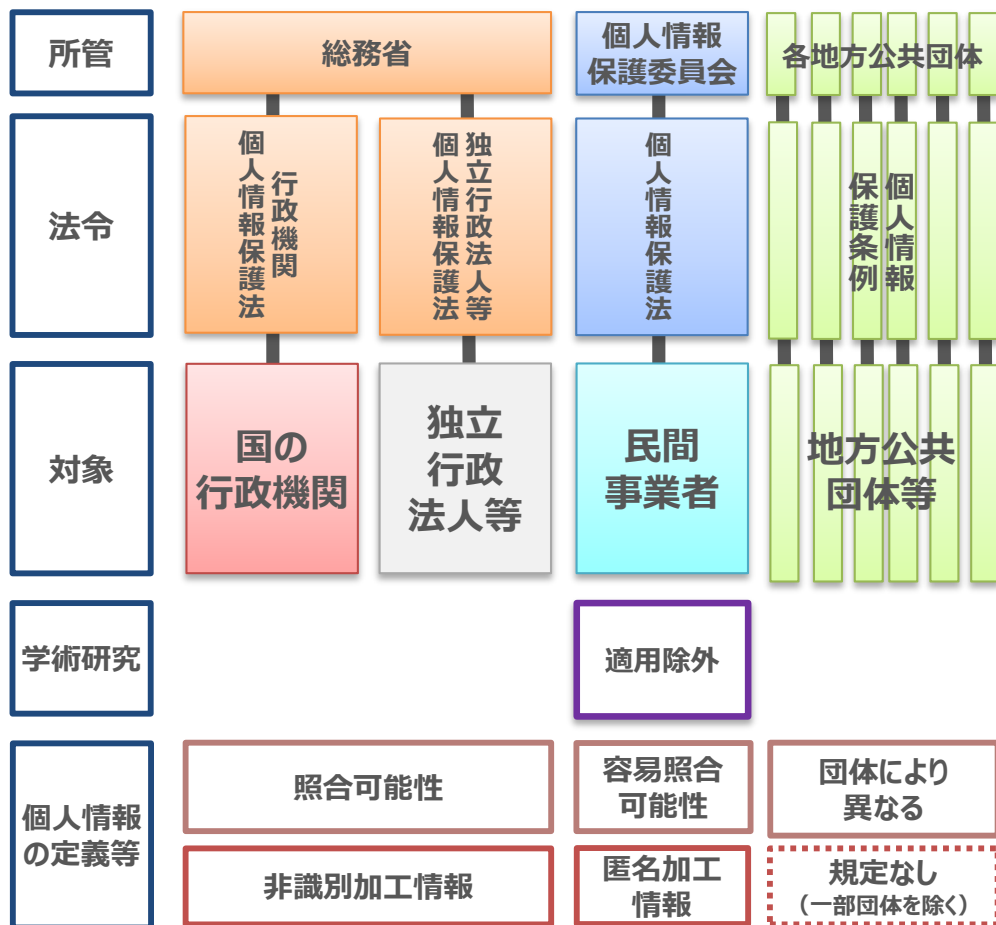 所管
総務省
個人情報
保護委員会
各地方公共団体
法令
行政機関
個人情報保護法
独立行政法人等
個人情報保護法
個人情報保護法
個人情報
保護条例
対象
国の
行政機関
独立
行政
法人等
民間
事業者
地方公共
団体等
学術研究
適用除外
個人情報
の定義等
照合可能性
容易照合
可能性
団体により
異なる
非識別加工情報
匿名加工
情報
規定なし
（一部団体を除く）